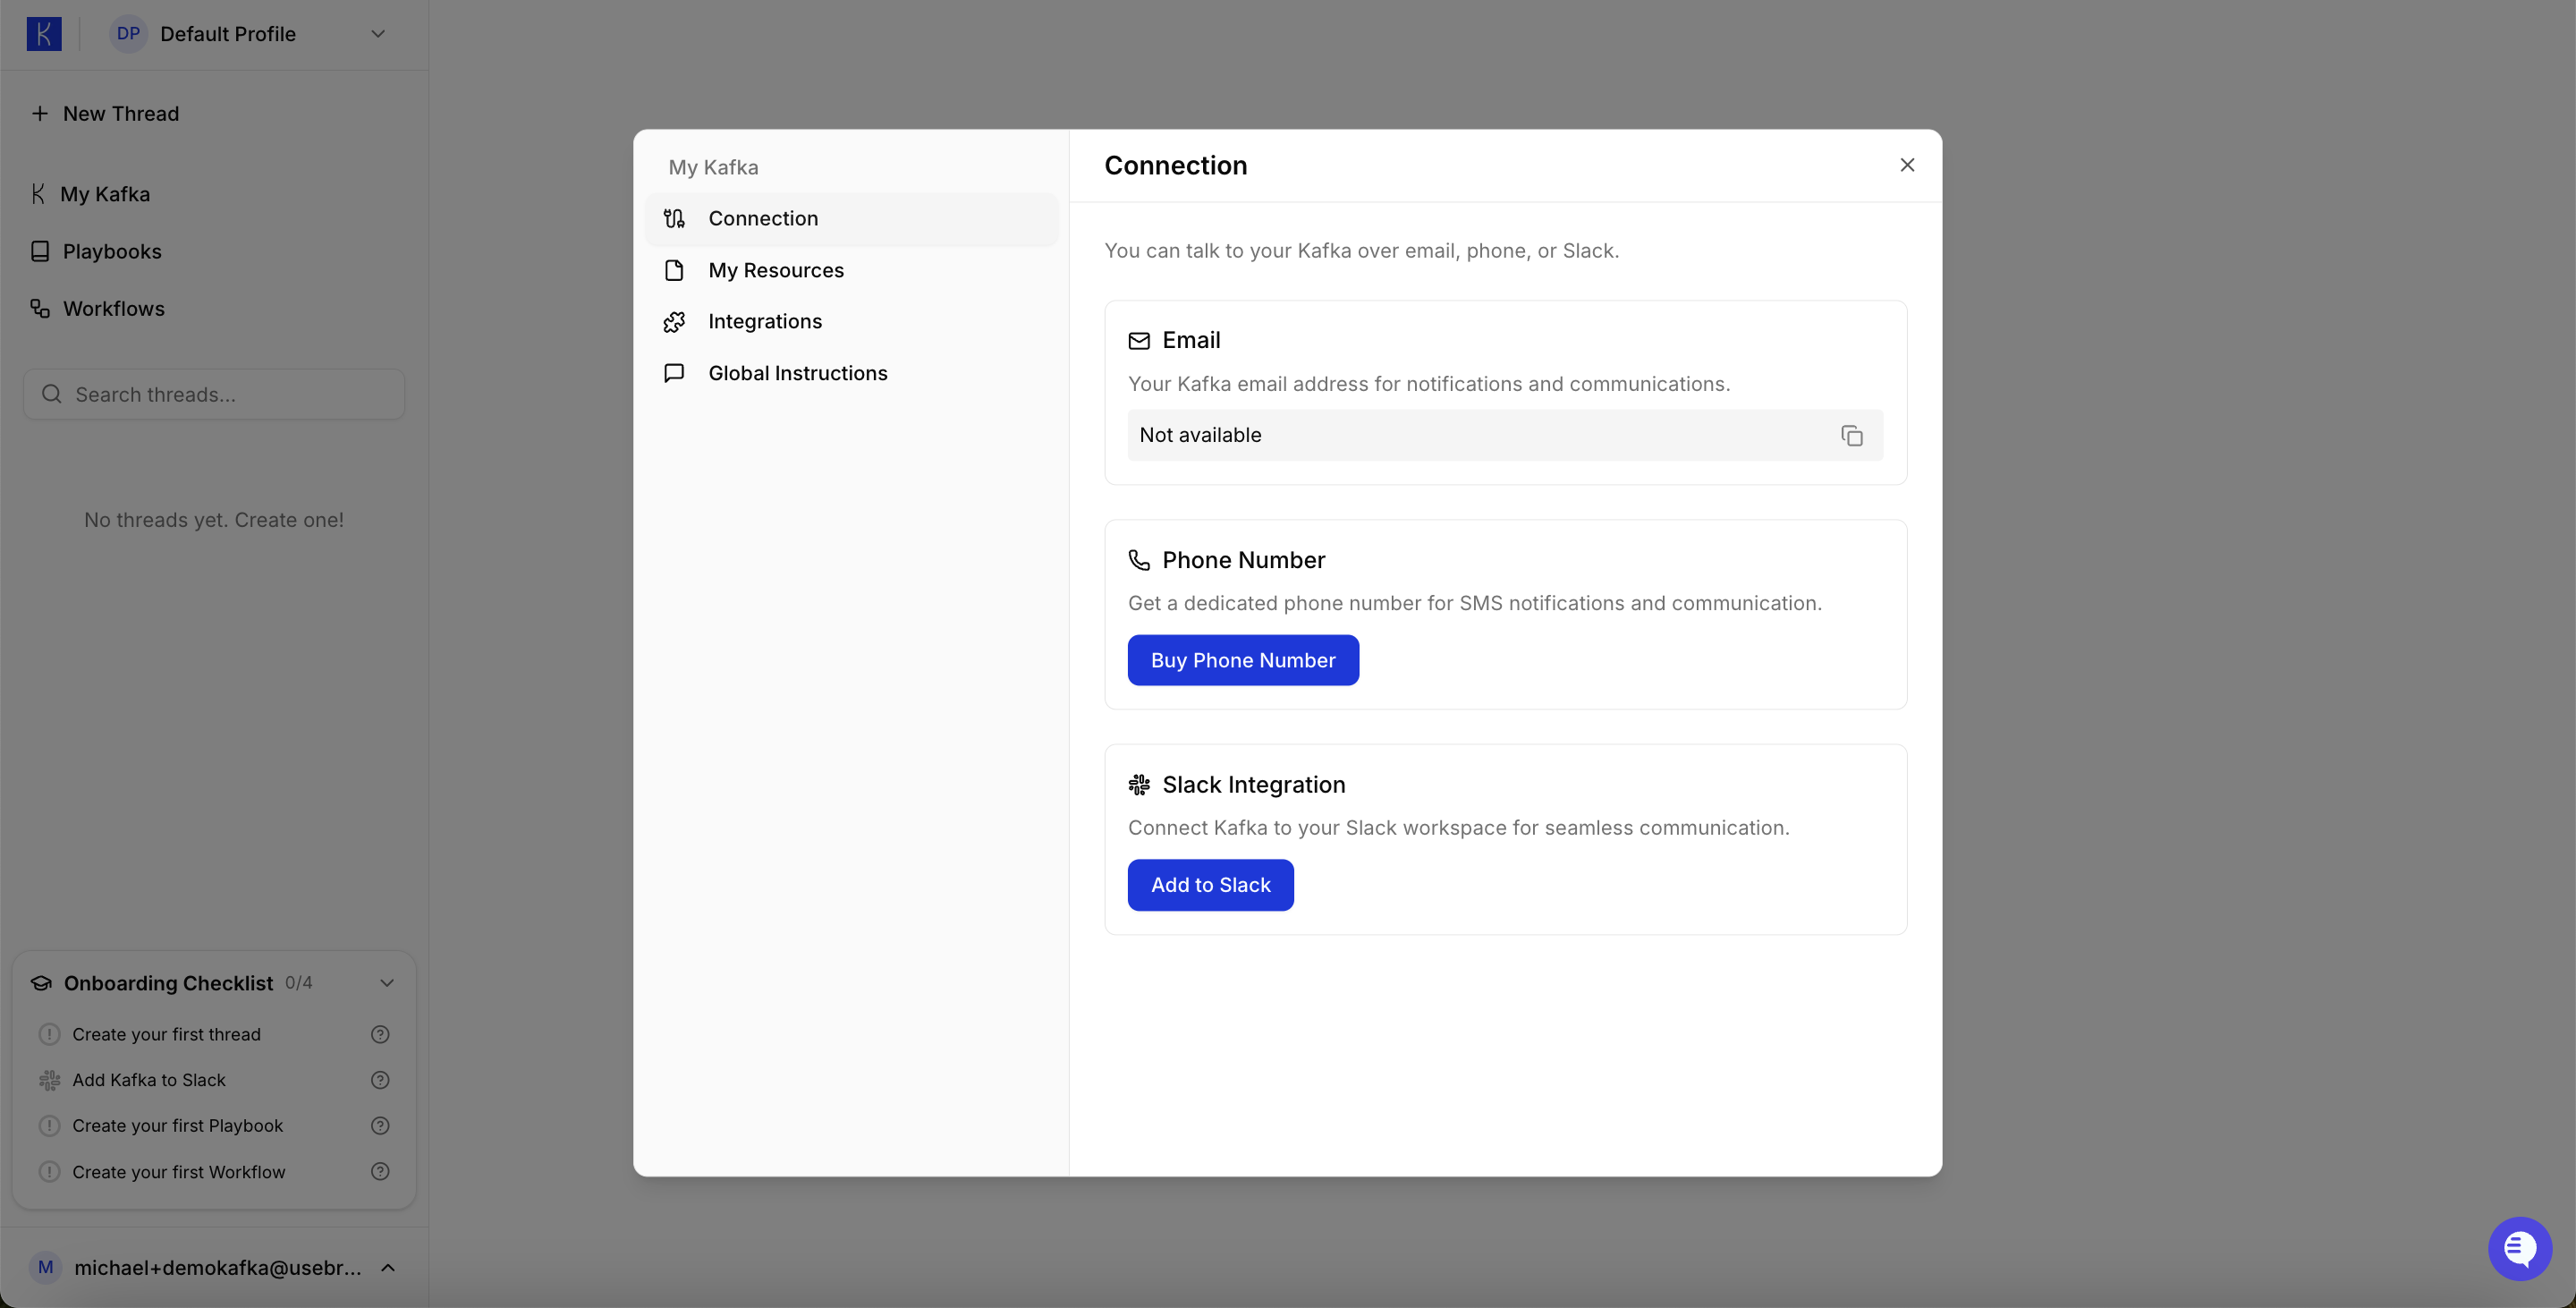 DP Default Profile
New Thread
My Kafka
Playbooks
Workflows
Search threads...
No threads yet. Create one!
Onboarding Checklist 0/4
Create your first thread
Add Kafka to Slack
Create your first Playbook
Create your first Workflow
M michael+demokafka@usebr...
My Kafka
Connection
My Resources
Integrations
Global Instructions
Connection
You can talk to your Kafka over email, phone, or Slack.
Email
Your Kafka email address for notifications and communications.
Not available
Phone Number
Get a dedicated phone number for SMS notifications and communication.
Buy Phone Number
Slack Integration
Connect Kafka to your Slack workspace for seamless communication.
Add to Slack